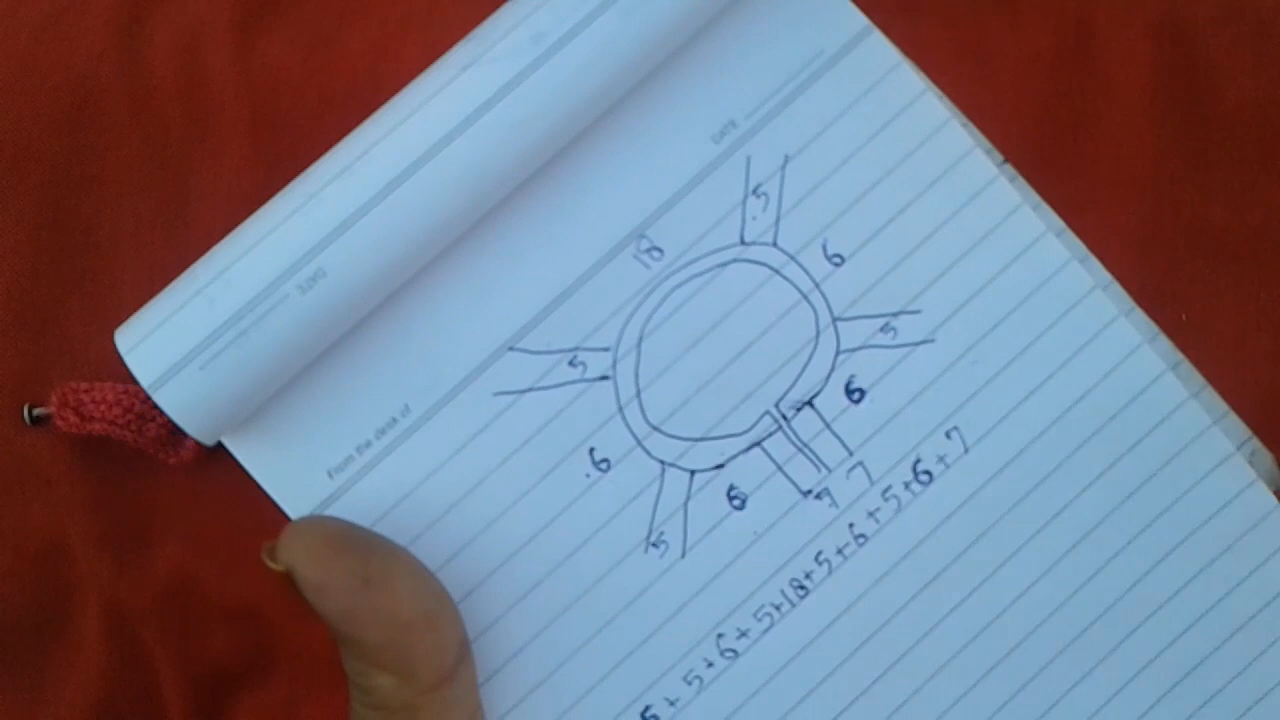 DATE
DATE
From the desk of
.5
18
6
5
5
6
.6
6
7 7
5
+ 5 + 6 + 5 + 18 + 5 + 6 + 5 + 6 + 7